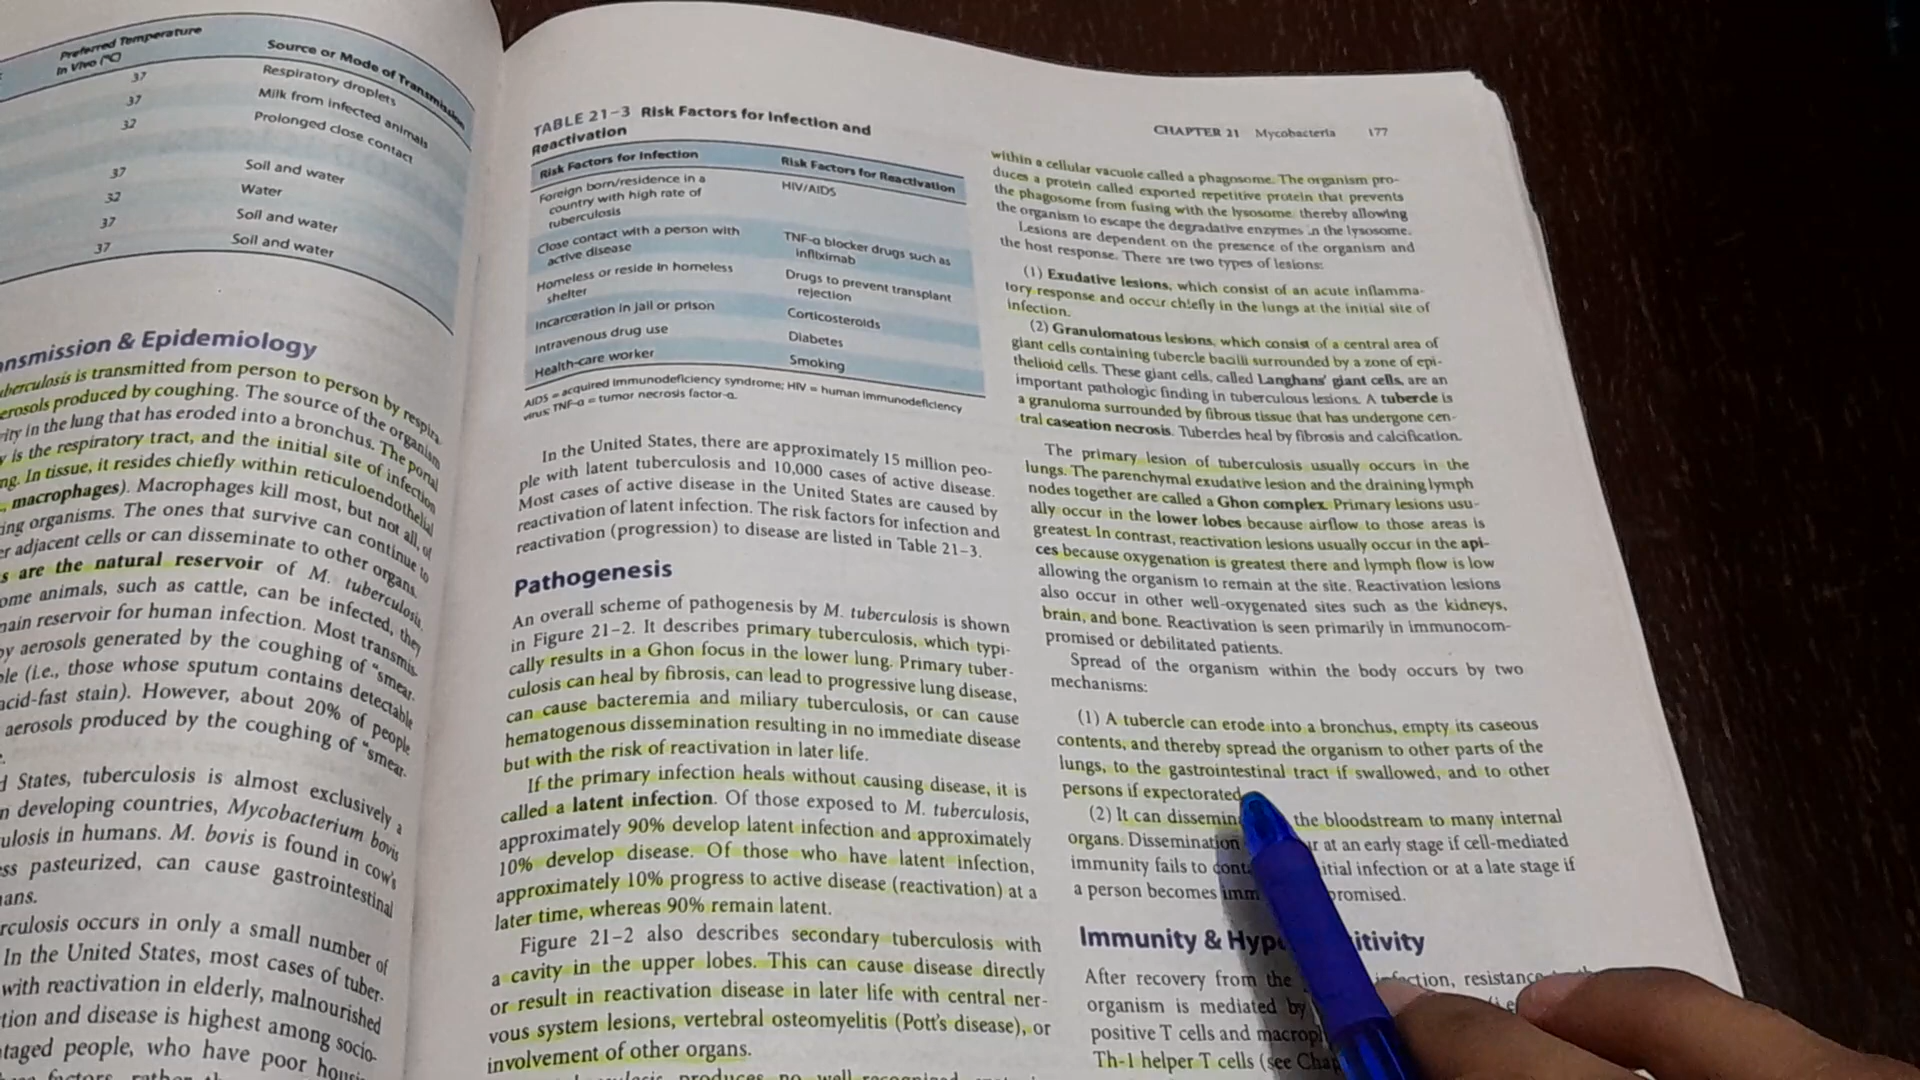 Preferred Temperature
In Vivo (°C)
Source or Mode of Transmission
37
Respiratory droplets
37
Milk from infected animals
32
Prolonged close contact
37
Soil and water
32
Water
37
Soil and water
37
Soil and water
nsmission & Epidemiology
berculosis is transmitted from person to person by respira-
erosols produced by coughing. The source of the organism
vity in the lung that has eroded into a bronchus. The portal
y is the respiratory tract, and the initial site of infection
ng. In tissue, it resides chiefly within reticuloendothelial
, macrophages). Macrophages kill most, but not all, of
ing organisms. The ones that survive can continue to
er adjacent cells or can disseminate to other organs.
s are the natural reservoir of M. tuberculosis.
ome animals, such as cattle, can be infected, they
main reservoir for human infection. Most transmis-
by aerosols generated by the coughing of "smear-
ple (i.e., those whose sputum contains detectable
acid-fast stain). However, about 20% of people
aerosols produced by the coughing of "smear-
d States, tuberculosis is almost exclusively a
n developing countries, Mycobacterium bovis
ulosis in humans. M. bovis is found in cow's
ess pasteurized, can cause gastrointestinal
ans.
rculosis occurs in only a small number of
In the United States, most cases of tuber-
with reactivation in elderly, malnourished
tion and disease is highest among socio-
taged people, who have poor housing
TABLE 21-3 Risk Factors for Infection and
Reactivation
Risk Factors for Infection
Risk Factors for Reactivation
Foreign born/residence in a
country with high rate of
tuberculosis
HIV/AIDS
Close contact with a person with
active disease
TNF-α blocker drugs such as
infliximab
Homeless or reside in homeless
shelter
Drugs to prevent transplant
rejection
Incarceration in jail or prison
Corticosteroids
Intravenous drug use
Diabetes
Health-care worker
Smoking
AIDS = acquired immunodeficiency syndrome; HIV = human immunodeficiency
virus; TNF-α = tumor necrosis factor-α.
In the United States, there are approximately 15 million peo-
ple with latent tuberculosis and 10,000 cases of active disease.
Most cases of active disease in the United States are caused by
reactivation of latent infection. The risk factors for infection and
reactivation (progression) to disease are listed in Table 21-3.
Pathogenesis
An overall scheme of pathogenesis by M. tuberculosis is shown
in Figure 21-2. It describes primary tuberculosis, which typi-
cally results in a Ghon focus in the lower lung. Primary tuber-
culosis can heal by fibrosis, can lead to progressive lung disease,
can cause bacteremia and miliary tuberculosis, or can cause
hematogenous dissemination resulting in no immediate disease
but with the risk of reactivation in later life.
If the primary infection heals without causing disease, it is
called a latent infection. Of those exposed to M. tuberculosis,
approximately 90% develop latent infection and approximately
10% develop disease. Of those who have latent infection,
approximately 10% progress to active disease (reactivation) at a
later time, whereas 90% remain latent.
Figure 21-2 also describes secondary tuberculosis with
a cavity in the upper lobes. This can cause disease directly
or result in reactivation disease in later life with central ner-
vous system lesions, vertebral osteomyelitis (Pott's disease), or
involvement of other organs.
CHAPTER 21 Mycobacteria 177
within a cellular vacuole called a phagosome. The organism pro-
duces a protein called exported repetitive protein that prevents
the phagosome from fusing with the lysosome, thereby allowing
the organism to escape the degradative enzymes in the lysosome.
Lesions are dependent on the presence of the organism and
the host response. There are two types of lesions:
(1) Exudative lesions, which consist of an acute inflamma-
tory response and occur chiefly in the lungs at the initial site of
infection.
(2) Granulomatous lesions, which consist of a central area of
giant cells containing tubercle bacilli surrounded by a zone of epi-
thelioid cells. These giant cells, called Langhans' giant cells, are an
important pathologic finding in tuberculous lesions. A tubercle is
a granuloma surrounded by fibrous tissue that has undergone cen-
tral caseation necrosis. Tubercles heal by fibrosis and calcification.
The primary lesion of tuberculosis usually occurs in the
lungs. The parenchymal exudative lesion and the draining lymph
nodes together are called a Ghon complex. Primary lesions usu-
ally occur in the lower lobes because airflow to those areas is
greatest. In contrast, reactivation lesions usually occur in the api-
ces because oxygenation is greatest there and lymph flow is low
allowing the organism to remain at the site. Reactivation lesions
also occur in other well-oxygenated sites such as the kidneys,
brain, and bone. Reactivation is seen primarily in immunocom-
promised or debilitated patients.
Spread of the organism within the body occurs by two
mechanisms:
(1) A tubercle can erode into a bronchus, empty its caseous
contents, and thereby spread the organism to other parts of the
lungs, to the gastrointestinal tract if swallowed, and to other
persons if expectorated.
(2) It can dissemin the bloodstream to many internal
organs. Dissemination r at an early stage if cell-mediated
immunity fails to cont itial infection or at a late stage if
a person becomes imm promised.
Immunity & Hype itivity
After recovery from the infection, resistance
organism is mediated by
positive T cells and macroph
Th-1 helper T cells (see Cha